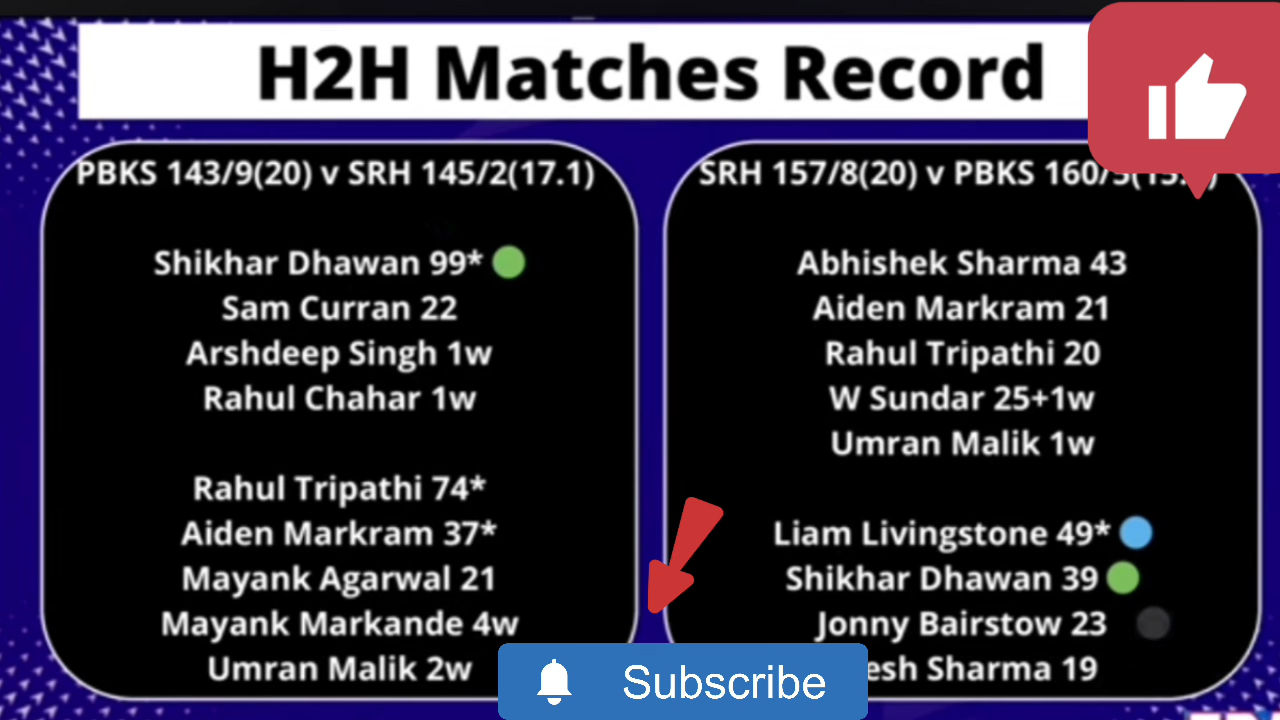 H2H Matches Record
PBKS 143/9(20) v SRH 145/2(17.1)
Shikhar Dhawan 99*
Sam Curran 22
Arshdeep Singh 1w
Rahul Chahar 1w
Rahul Tripathi 74*
Aiden Markram 37*
Mayank Agarwal 21
Mayank Markande 4w
Umran Malik 2w
SRH 157/8(20) v PBKS
Abhishek Sharma 43
Aiden Markram 21
Rahul Tripathi 20
W Sundar 25+1w
Umran Malik 1w
Liam Livingstone 49*
Shikhar Dhawan 39
Jonny Bairstow 23
Sharma 19
Subscribe